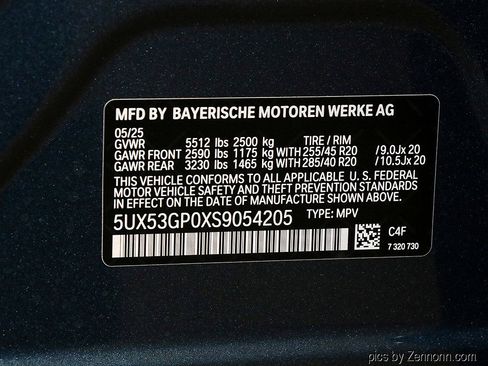 MFD BY BAYERISCHE MOTOREN WERKE AG
05/25
GVWR 5512 lbs 2500 kg TIRE / RIM
GAWR FRONT 2590 lbs 1175 kg WITH 255/45 R20 /9.0Jx 20
GAWR REAR 3230 lbs 1465 kg WITH 285/40 R20 /10.5Jx 20
THIS VEHICLE CONFORMS TO ALL APPLICABLE U.S. FEDERAL
MOTOR VEHICLE SAFETY AND THEFT PREVENTION STANDARDS
IN EFFECT ON THE DATE OF MANUFACTURE SHOWN ABOVE.
5UX53GP0XS9054205 TYPE: MPV
C4F
7 320 730
pics by Zennonn.com